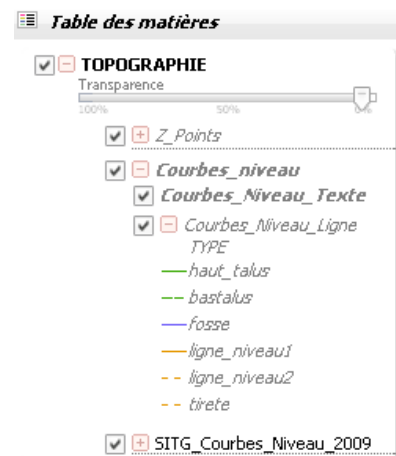 Table des matières
TOPOGRAPHIE
Transparence
100% 50% 0%
Z_Points
Courbes_niveau
Courbes_Niveau_Texte
Courbes_Niveau_Ligne
TYPE
haut_talus
bastalus
fosse
ligne_niveau1
ligne_niveau2
tirete
SITG_Courbes_Niveau_2009